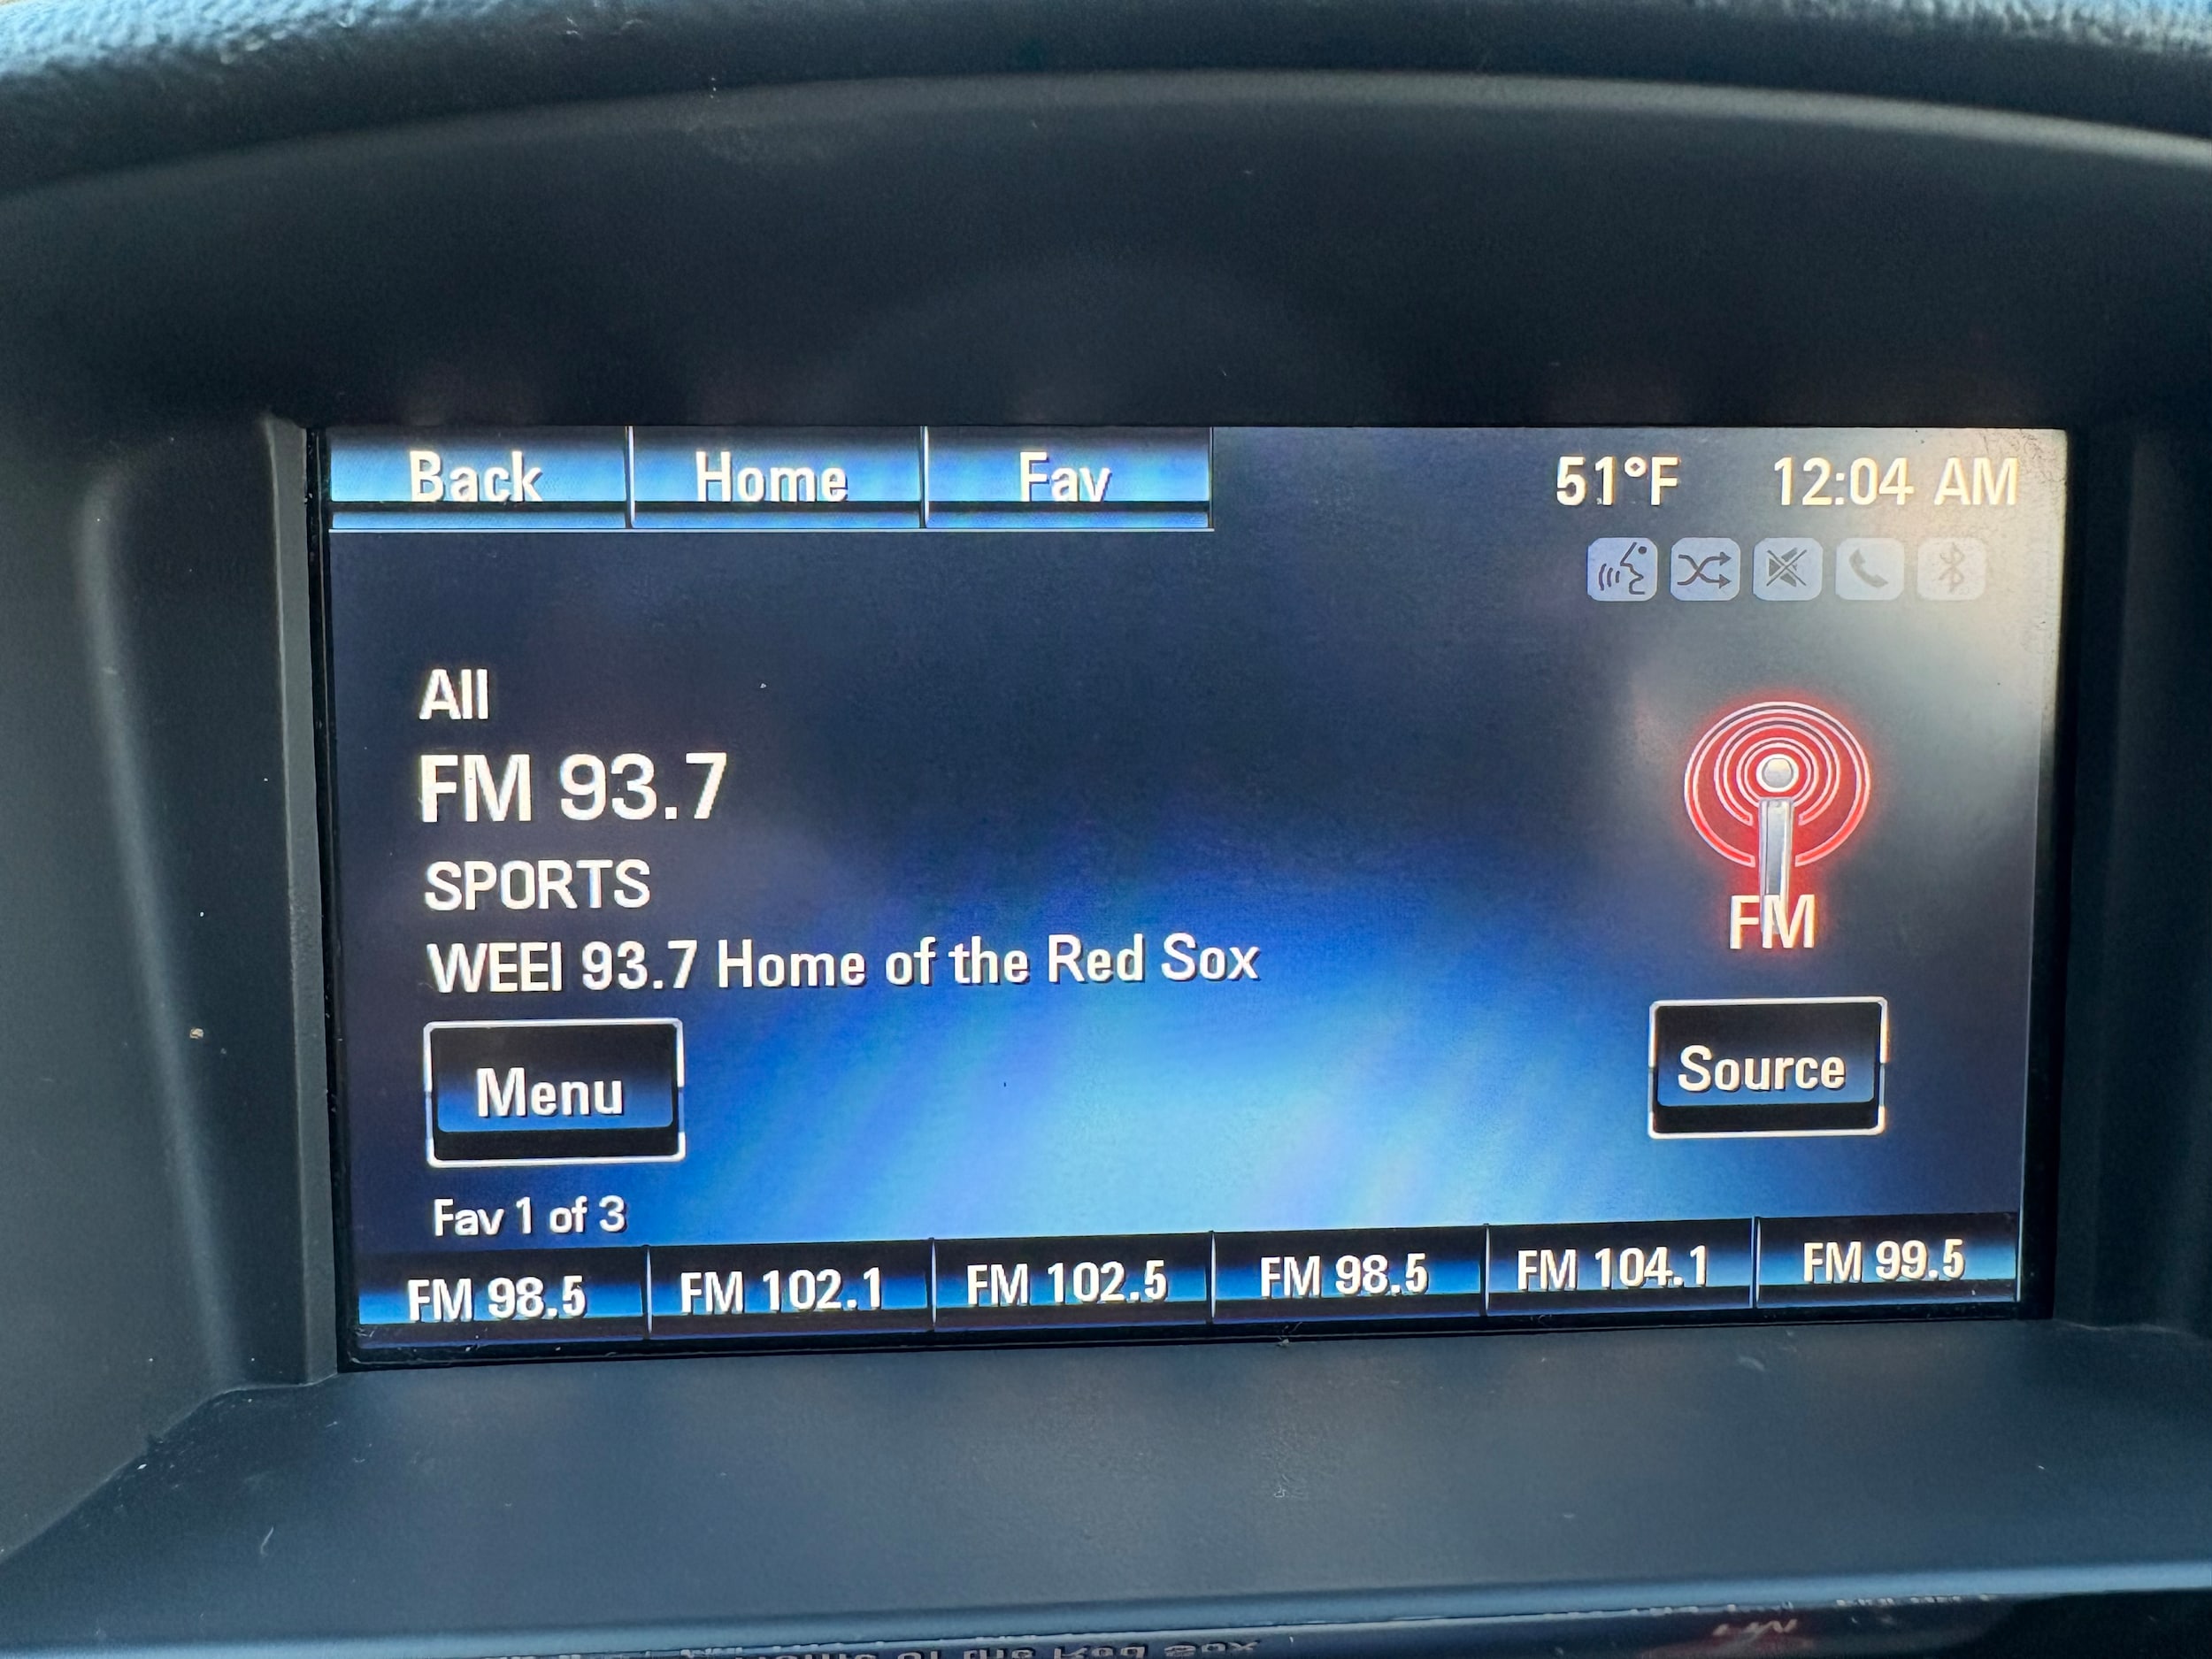 Back Home Fav 51°F 12:04 AM
All
FM 93.7
SPORTS
FM
WEEI 93.7 Home of the Red Sox
Menu
Source
Fav 1 of 3
FM 98.5 FM 102.1 FM 102.5 FM 98.5 FM 104.1 FM 99.5